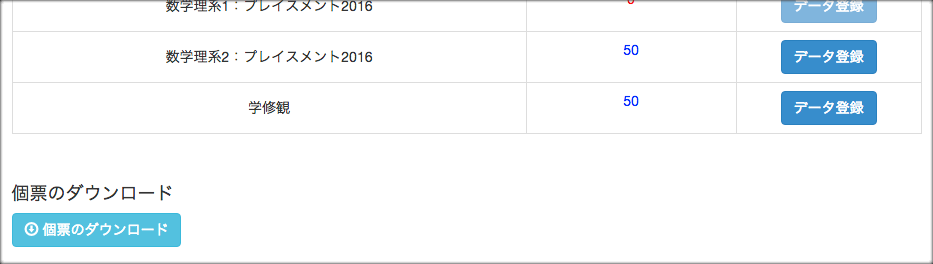 数学理系1：プレイスメント2016 データ登録
数学理系2：プレイスメント2016 50 データ登録
学修観 50 データ登録
個票のダウンロード
個票のダウンロード